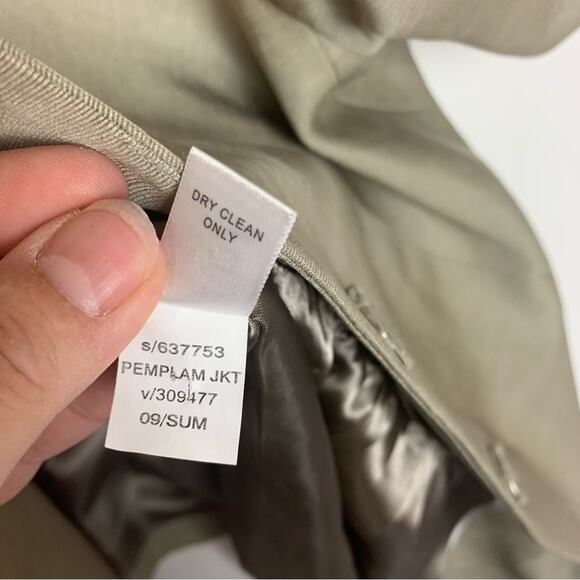 DRY CLEAN
ONLY
s/637753
PEMPLAM JKT
v/309477
09/SUM